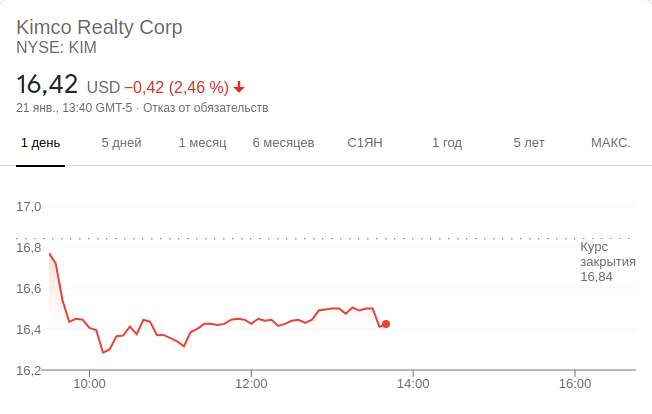 Kimco Realty Corp
NYSE: KIM
16,42 USD −0,42 (2,46 %)
21 янв., 13:40 GMT-5 · Отказ от обязательств
1 день 5 дней 1 месяц 6 месяцев С1ЯН 1 год 5 лет МАКС.
17,0
16,8
Курс
закрытия
16,84
16,6
16,4
16,2
10:00 12:00 14:00 16:00